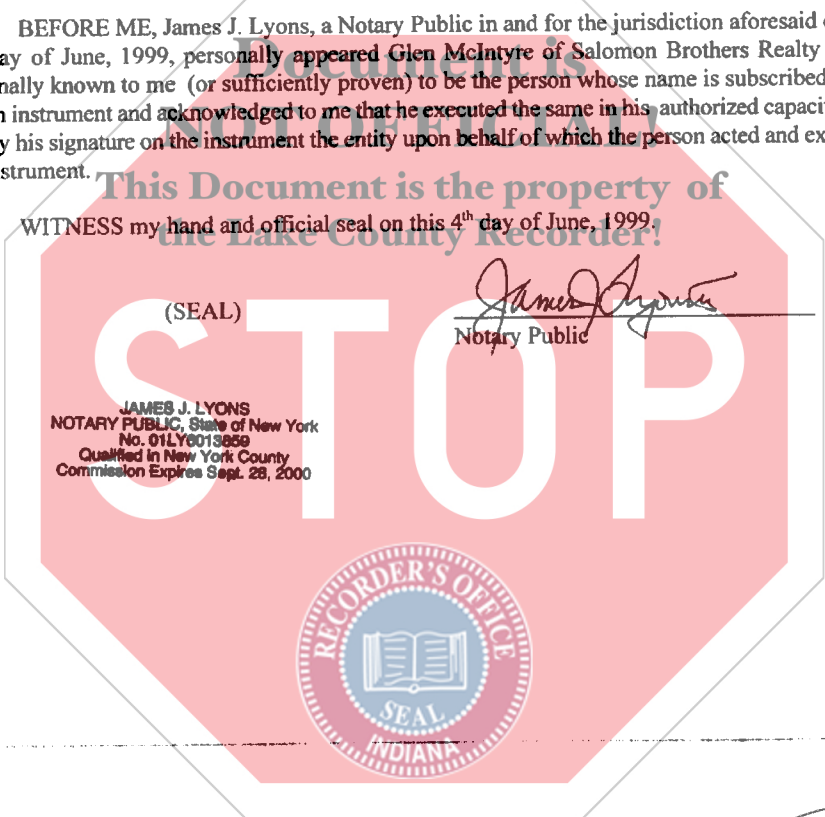 BEFORE ME, James J. Lyons, a Notary Public in and for the jurisdiction aforesaid
ay of June, 1999, personally appeared Glen McIntyre of Salomon Brothers Realty
nally known to me (or sufficiently proven) to be the person whose name is subscribed
n instrument and acknowledged to me that he executed the same in his authorized capaci
y his signature on the instrument the entity upon behalf of which the person acted and ex
strument.
Document is
NOT OFFICIAL!
This Document is the property of
the Lake County Recorder!
WITNESS my hand and official seal on this 4th day of June, 1999.
(SEAL)
James J Lyons
Notary Public
STOP
JAMES J. LYONS
NOTARY PUBLIC, State of New York
No. 01LY6013859
Qualified in New York County
Commission Expires Sept. 28, 2000
RECORDER'S OFFICE
SEAL
INDIANA